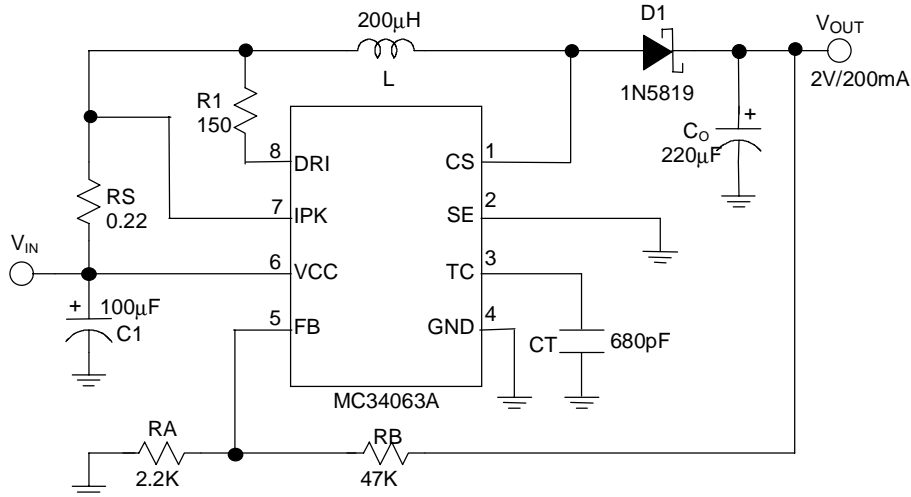 D1
200µH
VOUT
L
1N5819
2V/200mA
R1
150
8
DRI
CS
1
+
CO
220µF
RS
0.22
7
IPK
SE
2
VIN
6
VCC
TC
3
+
100µF
C1
5
FB
GND
4
CT
680pF
MC34063A
RA
2.2K
RB
47K